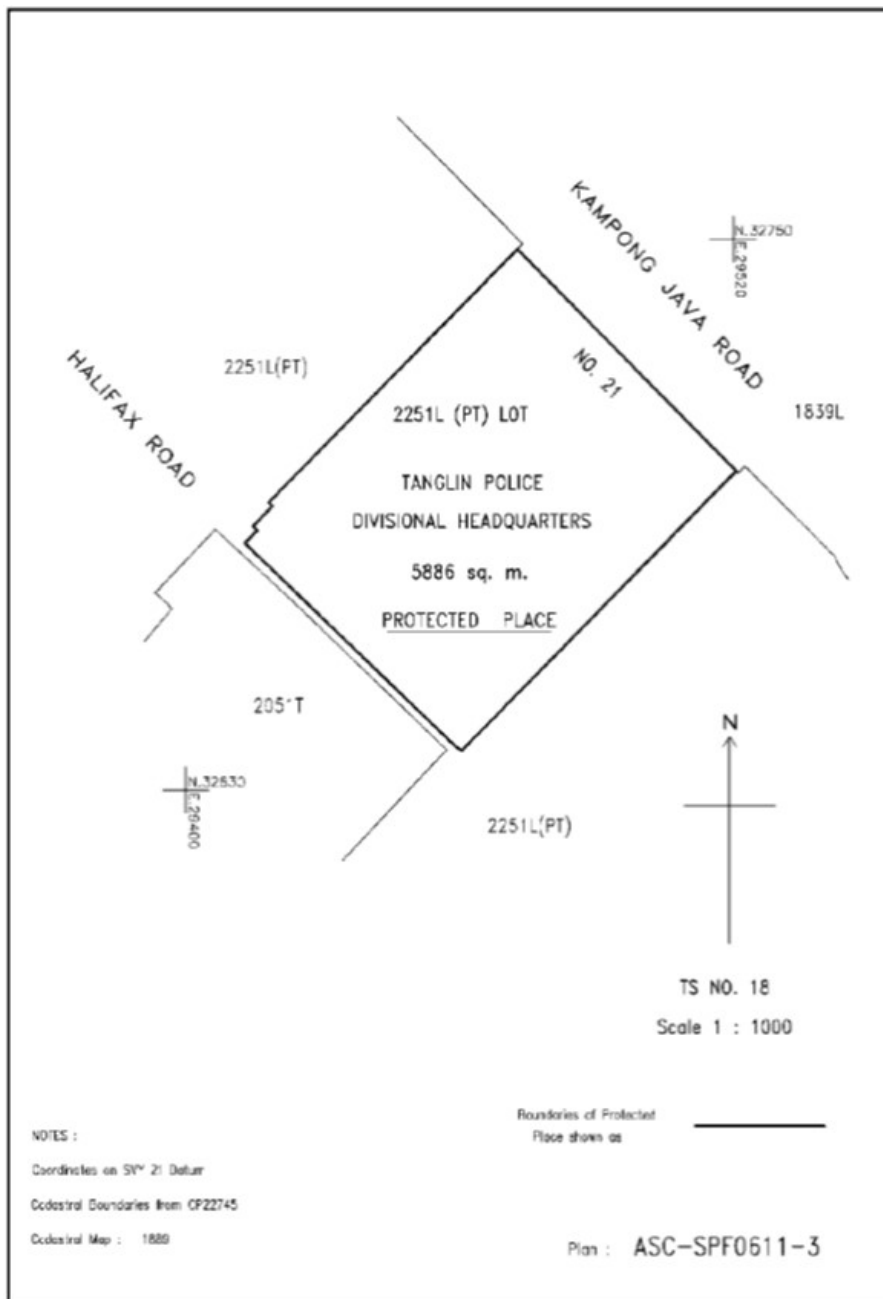 KAMPONG JAVA ROAD
N.32750
E.29520
HALIFAX ROAD
2251L(PT)
NO. 21
1839L
2251L (PT) LOT
TANGLIN POLICE
DIVISIONAL HEADQUARTERS
5886 sq. m.
PROTECTED PLACE
2051T
N.32630
E.29400
2251L(PT)
N
TS NO. 18
Scale 1 : 1000
Boundaries of Protected
Place shown as
NOTES :
Coordinates on SVY 21 Datum
Cadastral Boundaries from CP22745
Cadastral Map : 1889
Plan : ASC-SPF0611-3